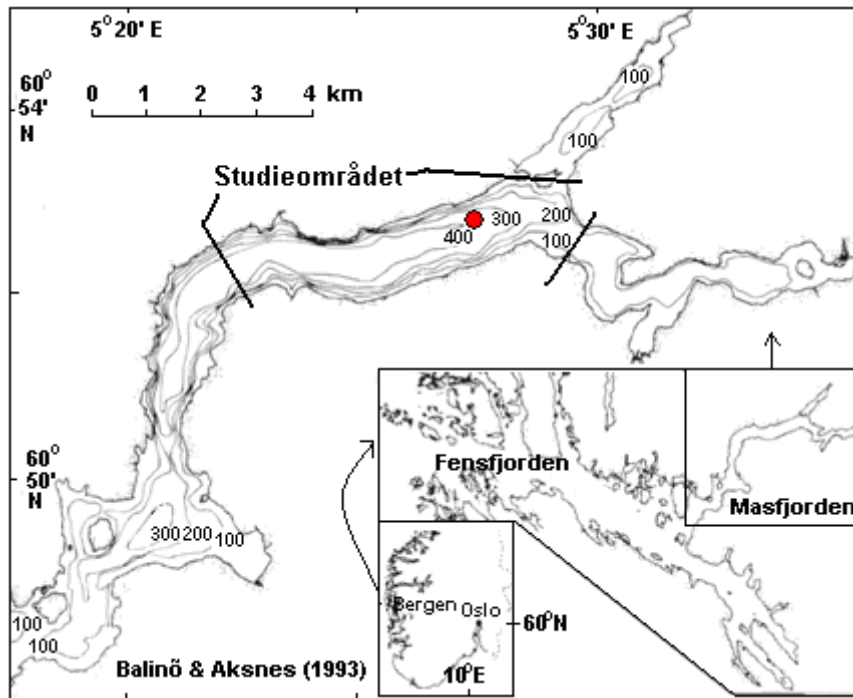 5° 20' E
5° 30' E
60°
54'
N
0 1 2 3 4 km
100
100
Studieområdet
300
200
400
100
60°
50'
N
300 200 100
100
100
Balinö & Aksnes (1993)
Fensfjorden
Masfjorden
Bergen Oslo
60°N
10°E